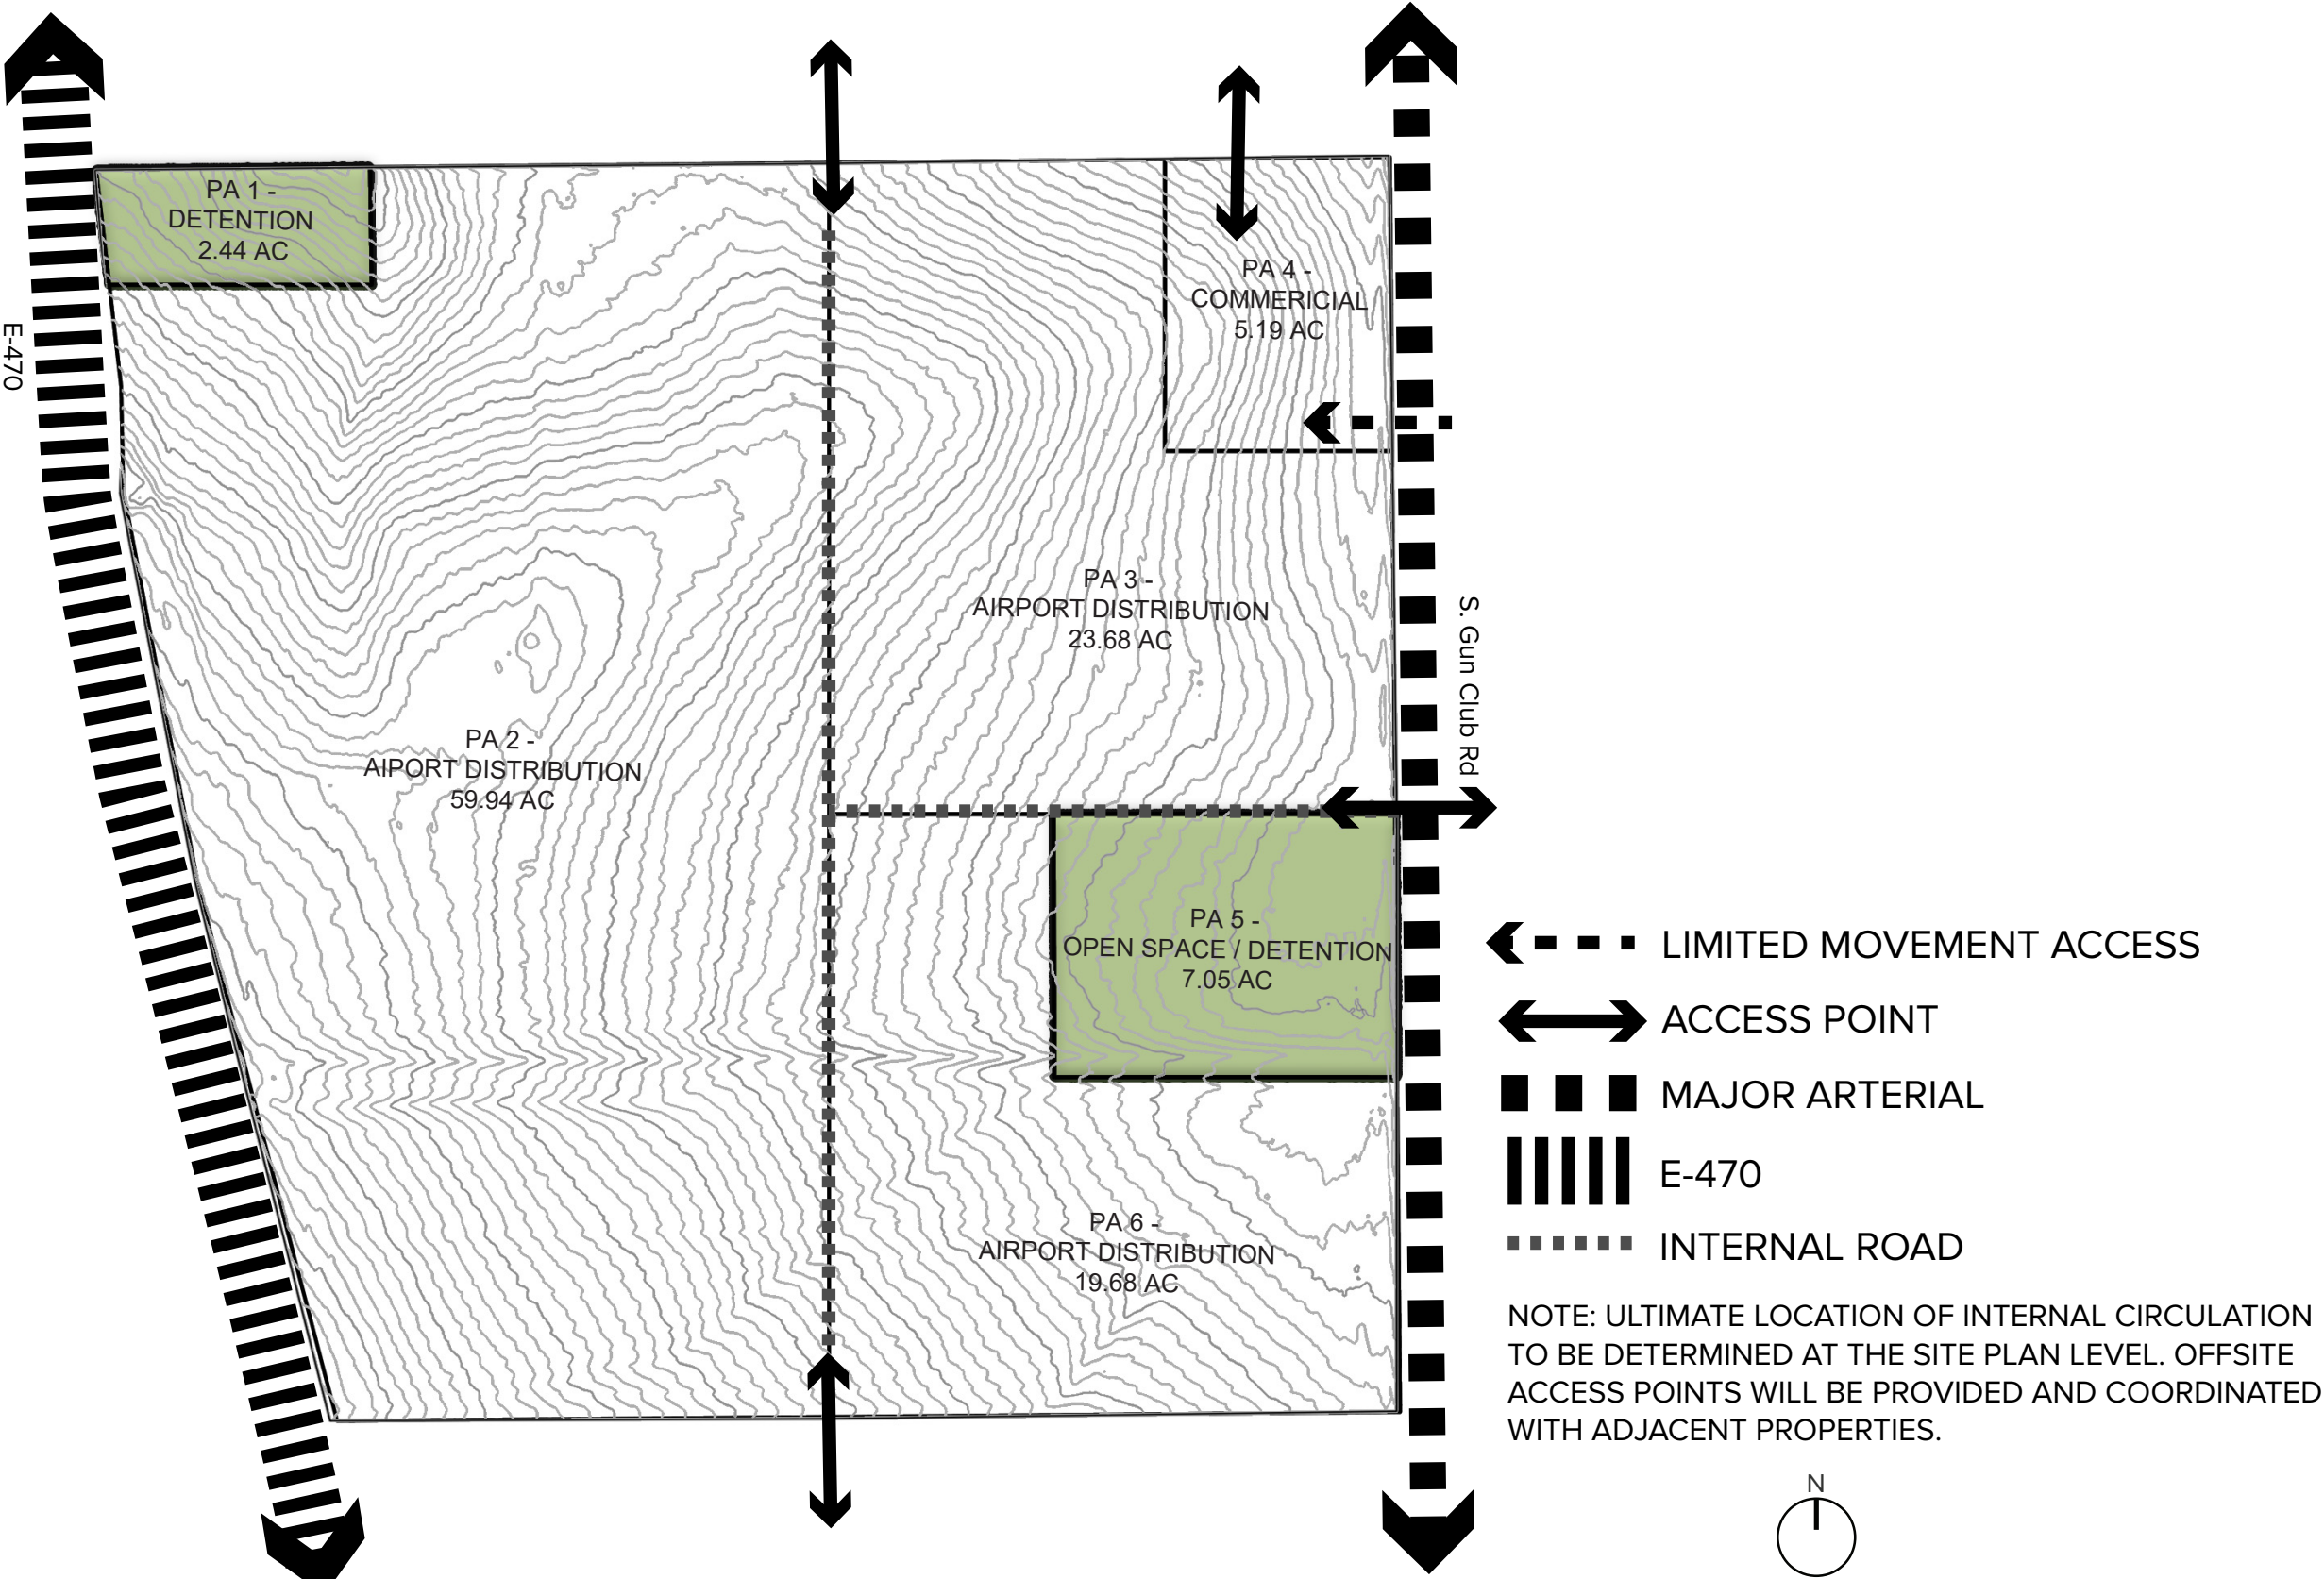 PA 1 -
DETENTION
2.44 AC
E-470
PA 4 -
COMMERICIAL
5.19 AC
PA 3 -
AIRPORT DISTRIBUTION
23.68 AC
S. Gun Club Rd
PA 2 -
AIPORT DISTRIBUTION
59.94 AC
PA 5 -
OPEN SPACE / DETENTION
7.05 AC
PA 6 -
AIRPORT DISTRIBUTION
19.68 AC
LIMITED MOVEMENT ACCESS
ACCESS POINT
MAJOR ARTERIAL
E-470
INTERNAL ROAD
NOTE: ULTIMATE LOCATION OF INTERNAL CIRCULATION
TO BE DETERMINED AT THE SITE PLAN LEVEL. OFFSITE
ACCESS POINTS WILL BE PROVIDED AND COORDINATED
WITH ADJACENT PROPERTIES.
N